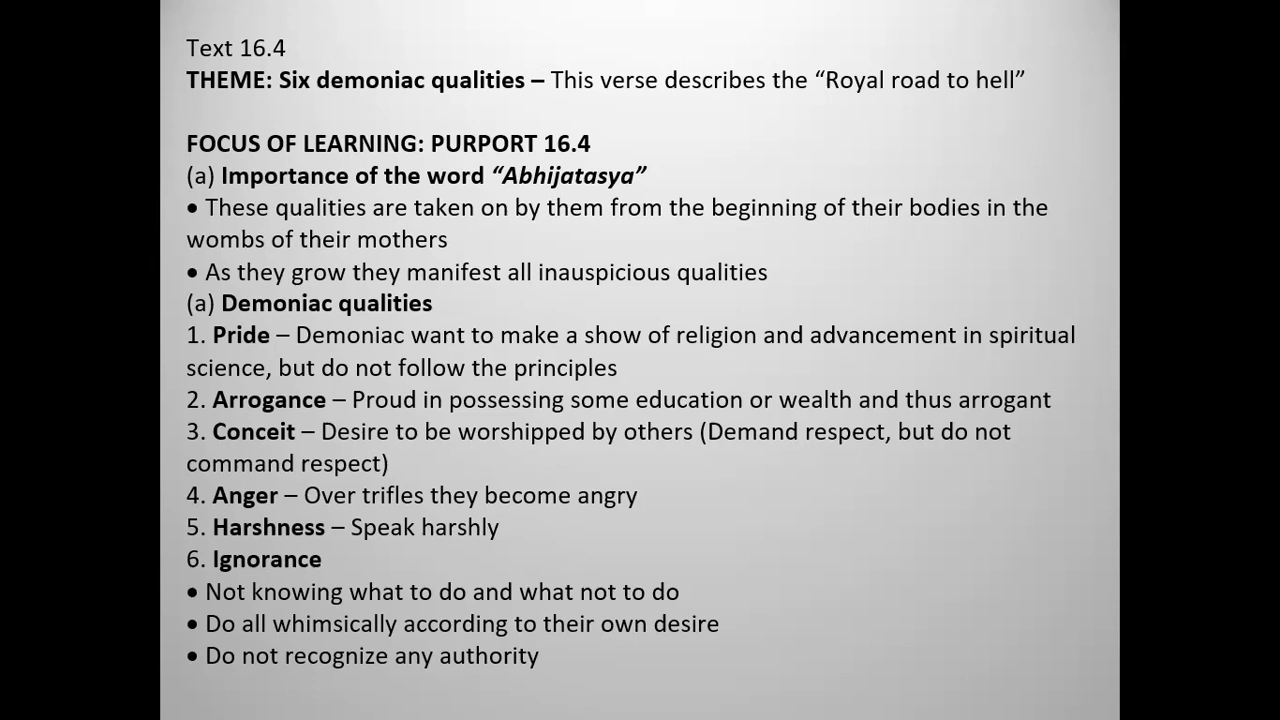 Text 16.4
THEME: Six demoniac qualities – This verse describes the “Royal road to hell”
FOCUS OF LEARNING: PURPORT 16.4
(a) Importance of the word “Abhijatasya”
• These qualities are taken on by them from the beginning of their bodies in the
wombs of their mothers
• As they grow they manifest all inauspicious qualities
(a) Demoniac qualities
1. Pride – Demoniac want to make a show of religion and advancement in spiritual
science, but do not follow the principles
2. Arrogance – Proud in possessing some education or wealth and thus arrogant
3. Conceit – Desire to be worshipped by others (Demand respect, but do not
command respect)
4. Anger – Over trifles they become angry
5. Harshness – Speak harshly
6. Ignorance
• Not knowing what to do and what not to do
• Do all whimsically according to their own desire
• Do not recognize any authority